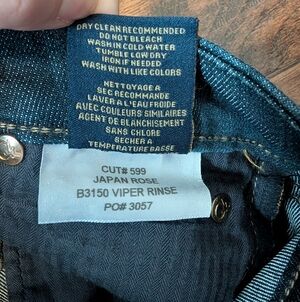 DRY CLEAN RECOMMENDED
DO NOT BLEACH
WASH IN COLD WATER
TUMBLE LOW DRY
IRON IF NEEDED
WASH WITH LIKE COLORS
NETTOYAGE A
SEC RECOMMANDE
LAVER A L'EAU FROIDE
AVEC COULEURS SIMILAIRES
AGENT DE BLANCHISEMENT
SANS CHLORE
SECHER A
TEMPERATURE BASSE
CUT# 599
JAPAN ROSE
B3150 VIPER RINSE
PO# 3057